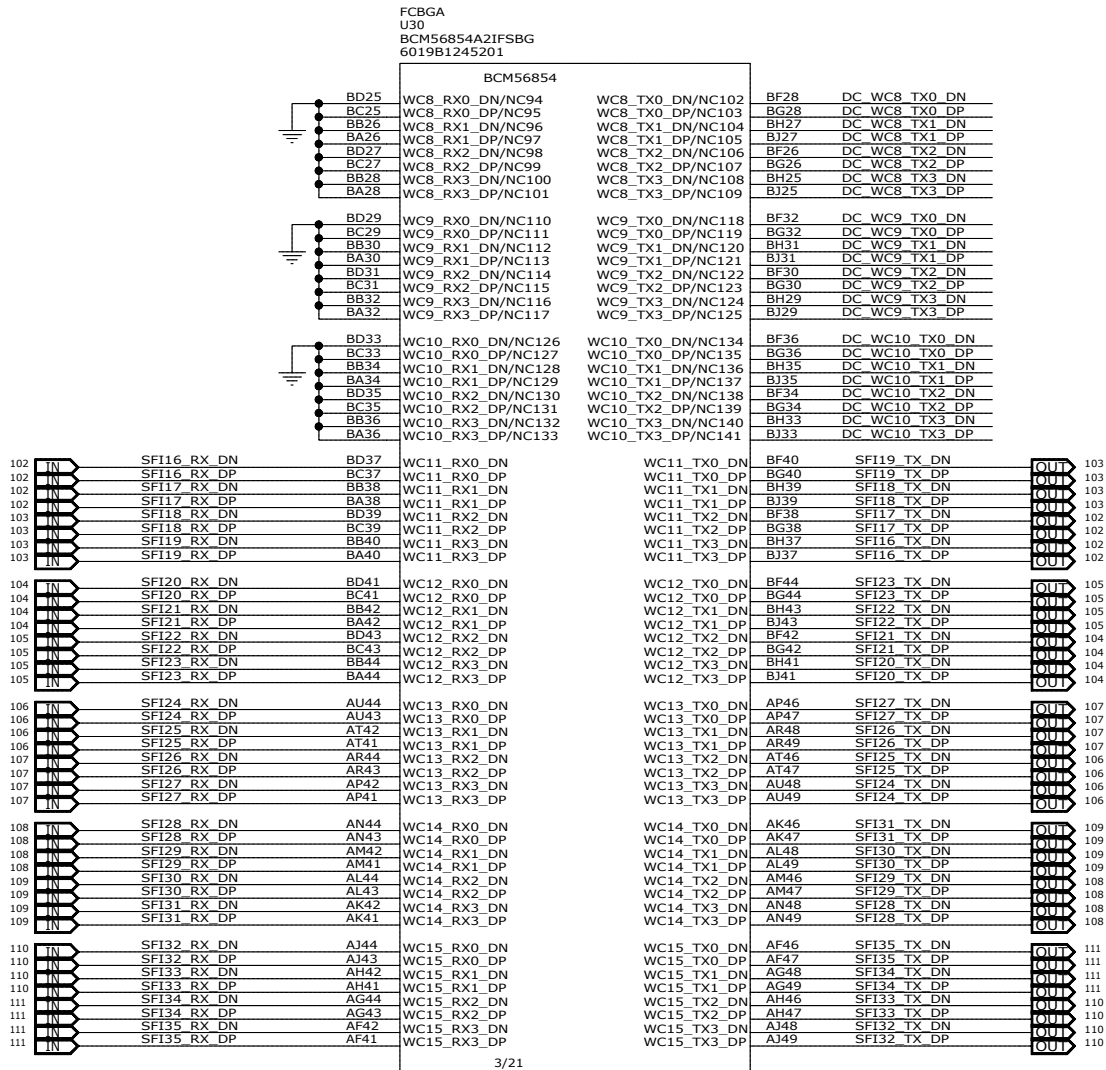 FCBGA
U30
BCM56854A2IFSBG
6019B1245201
BCM56854
BD25 WC8_RX0_DN/NC94 WC8_TX0_DN/NC102 BF28 DC_WC8_TX0_DN
BC25 WC8_RX0_DP/NC95 WC8_TX0_DP/NC103 BG28 DC_WC8_TX0_DP
BB26 WC8_RX1_DN/NC96 WC8_TX1_DN/NC104 BH27 DC_WC8_TX1_DN
BA26 WC8_RX1_DP/NC97 WC8_TX1_DP/NC105 BJ27 DC_WC8_TX1_DP
BD27 WC8_RX2_DN/NC98 WC8_TX2_DN/NC106 BF26 DC_WC8_TX2_DN
BC27 WC8_RX2_DP/NC99 WC8_TX2_DP/NC107 BG26 DC_WC8_TX2_DP
BB28 WC8_RX3_DN/NC100 WC8_TX3_DN/NC108 BH25 DC_WC8_TX3_DN
BA28 WC8_RX3_DP/NC101 WC8_TX3_DP/NC109 BJ25 DC_WC8_TX3_DP
BD29 WC9_RX0_DN/NC110 WC9_TX0_DN/NC118 BF32 DC_WC9_TX0_DN
BC29 WC9_RX0_DP/NC111 WC9_TX0_DP/NC119 BG32 DC_WC9_TX0_DP
BB30 WC9_RX1_DN/NC112 WC9_TX1_DN/NC120 BH31 DC_WC9_TX1_DN
BA30 WC9_RX1_DP/NC113 WC9_TX1_DP/NC121 BJ31 DC_WC9_TX1_DP
BD31 WC9_RX2_DN/NC114 WC9_TX2_DN/NC122 BF30 DC_WC9_TX2_DN
BC31 WC9_RX2_DP/NC115 WC9_TX2_DP/NC123 BG30 DC_WC9_TX2_DP
BB32 WC9_RX3_DN/NC116 WC9_TX3_DN/NC124 BH29 DC_WC9_TX3_DN
BA32 WC9_RX3_DP/NC117 WC9_TX3_DP/NC125 BJ29 DC_WC9_TX3_DP
BD33 WC10_RX0_DN/NC126 WC10_TX0_DN/NC134 BF36 DC_WC10_TX0_DN
BC33 WC10_RX0_DP/NC127 WC10_TX0_DP/NC135 BG36 DC_WC10_TX0_DP
BB34 WC10_RX1_DN/NC128 WC10_TX1_DN/NC136 BH35 DC_WC10_TX1_DN
BA34 WC10_RX1_DP/NC129 WC10_TX1_DP/NC137 BJ35 DC_WC10_TX1_DP
BD35 WC10_RX2_DN/NC130 WC10_TX2_DN/NC138 BF34 DC_WC10_TX2_DN
BC35 WC10_RX2_DP/NC131 WC10_TX2_DP/NC139 BG34 DC_WC10_TX2_DP
BB36 WC10_RX3_DN/NC132 WC10_TX3_DN/NC140 BH33 DC_WC10_TX3_DN
BA36 WC10_RX3_DP/NC133 WC10_TX3_DP/NC141 BJ33 DC_WC10_TX3_DP
102 IN SFI16_RX_DN BD37 WC11_RX0_DN WC11_TX0_DN BF40 SFI19_TX_DN OUT 103
102 IN SFI16_RX_DP BC37 WC11_RX0_DP WC11_TX0_DP BG40 SFI19_TX_DP OUT 103
102 IN SFI17_RX_DN BB38 WC11_RX1_DN WC11_TX1_DN BH39 SFI18_TX_DN OUT 103
102 IN SFI17_RX_DP BA38 WC11_RX1_DP WC11_TX1_DP BJ39 SFI18_TX_DP OUT 103
103 IN SFI18_RX_DN BD39 WC11_RX2_DN WC11_TX2_DN BF38 SFI17_TX_DN OUT 102
103 IN SFI18_RX_DP BC39 WC11_RX2_DP WC11_TX2_DP BG38 SFI17_TX_DP OUT 102
103 IN SFI19_RX_DN BB40 WC11_RX3_DN WC11_TX3_DN BH37 SFI16_TX_DN OUT 102
103 IN SFI19_RX_DP BA40 WC11_RX3_DP WC11_TX3_DP BJ37 SFI16_TX_DP OUT 102
104 IN SFI20_RX_DN BD41 WC12_RX0_DN WC12_TX0_DN BF44 SFI23_TX_DN OUT 105
104 IN SFI20_RX_DP BC41 WC12_RX0_DP WC12_TX0_DP BG44 SFI23_TX_DP OUT 105
104 IN SFI21_RX_DN BB42 WC12_RX1_DN WC12_TX1_DN BH43 SFI22_TX_DN OUT 105
104 IN SFI21_RX_DP BA42 WC12_RX1_DP WC12_TX1_DP BJ43 SFI22_TX_DP OUT 105
105 IN SFI22_RX_DN BD43 WC12_RX2_DN WC12_TX2_DN BF42 SFI21_TX_DN OUT 104
105 IN SFI22_RX_DP BC43 WC12_RX2_DP WC12_TX2_DP BG42 SFI21_TX_DP OUT 104
105 IN SFI23_RX_DN BB44 WC12_RX3_DN WC12_TX3_DN BH41 SFI20_TX_DN OUT 104
105 IN SFI23_RX_DP BA44 WC12_RX3_DP WC12_TX3_DP BJ41 SFI20_TX_DP OUT 104
106 IN SFI24_RX_DN AU44 WC13_RX0_DN WC13_TX0_DN AP46 SFI27_TX_DN OUT 107
106 IN SFI24_RX_DP AU43 WC13_RX0_DP WC13_TX0_DP AP47 SFI27_TX_DP OUT 107
106 IN SFI25_RX_DN AT42 WC13_RX1_DN WC13_TX1_DN AR48 SFI26_TX_DN OUT 107
106 IN SFI25_RX_DP AT41 WC13_RX1_DP WC13_TX1_DP AR49 SFI26_TX_DP OUT 107
107 IN SFI26_RX_DN AR44 WC13_RX2_DN WC13_TX2_DN AT46 SFI25_TX_DN OUT 106
107 IN SFI26_RX_DP AR43 WC13_RX2_DP WC13_TX2_DP AT47 SFI25_TX_DP OUT 106
107 IN SFI27_RX_DN AP42 WC13_RX3_DN WC13_TX3_DN AU48 SFI24_TX_DN OUT 106
107 IN SFI27_RX_DP AP41 WC13_RX3_DP WC13_TX3_DP AU49 SFI24_TX_DP OUT 106
108 IN SFI28_RX_DN AN44 WC14_RX0_DN WC14_TX0_DN AK46 SFI31_TX_DN OUT 109
108 IN SFI28_RX_DP AN43 WC14_RX0_DP WC14_TX0_DP AK47 SFI31_TX_DP OUT 109
108 IN SFI29_RX_DN AM42 WC14_RX1_DN WC14_TX1_DN AL48 SFI30_TX_DN OUT 109
108 IN SFI29_RX_DP AM41 WC14_RX1_DP WC14_TX1_DP AL49 SFI30_TX_DP OUT 109
109 IN SFI30_RX_DN AL44 WC14_RX2_DN WC14_TX2_DN AM46 SFI29_TX_DN OUT 108
109 IN SFI30_RX_DP AL43 WC14_RX2_DP WC14_TX2_DP AM47 SFI29_TX_DP OUT 108
109 IN SFI31_RX_DN AK42 WC14_RX3_DN WC14_TX3_DN AN48 SFI28_TX_DN OUT 108
109 IN SFI31_RX_DP AK41 WC14_RX3_DP WC14_TX3_DP AN49 SFI28_TX_DP OUT 108
110 IN SFI32_RX_DN AJ44 WC15_RX0_DN WC15_TX0_DN AF46 SFI35_TX_DN OUT 111
110 IN SFI32_RX_DP AJ43 WC15_RX0_DP WC15_TX0_DP AF47 SFI35_TX_DP OUT 111
110 IN SFI33_RX_DN AH42 WC15_RX1_DN WC15_TX1_DN AG48 SFI34_TX_DN OUT 111
110 IN SFI33_RX_DP AH41 WC15_RX1_DP WC15_TX1_DP AG49 SFI34_TX_DP OUT 111
111 IN SFI34_RX_DN AG44 WC15_RX2_DN WC15_TX2_DN AH46 SFI33_TX_DN OUT 110
111 IN SFI34_RX_DP AG43 WC15_RX2_DP WC15_TX2_DP AH47 SFI33_TX_DP OUT 110
111 IN SFI35_RX_DN AF42 WC15_RX3_DN WC15_TX3_DN AJ48 SFI32_TX_DN OUT 110
111 IN SFI35_RX_DP AF41 WC15_RX3_DP WC15_TX3_DP AJ49 SFI32_TX_DP OUT 110
3/21